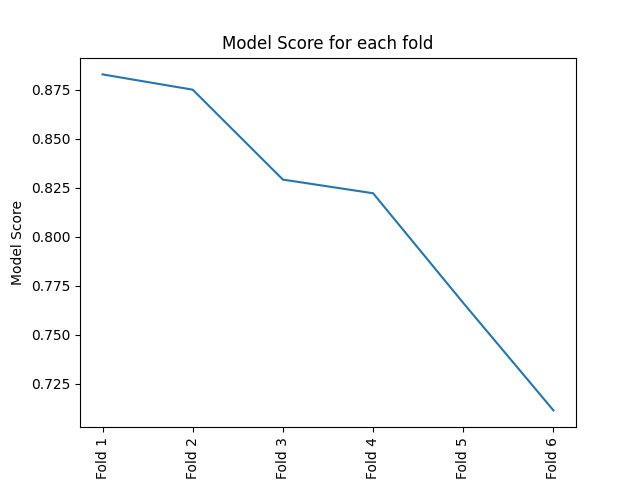 Model Score for each fold
Model Score
0.875
0.850
0.825
0.800
0.775
0.750
0.725
Fold 1
Fold 2
Fold 3
Fold 4
Fold 5
Fold 6